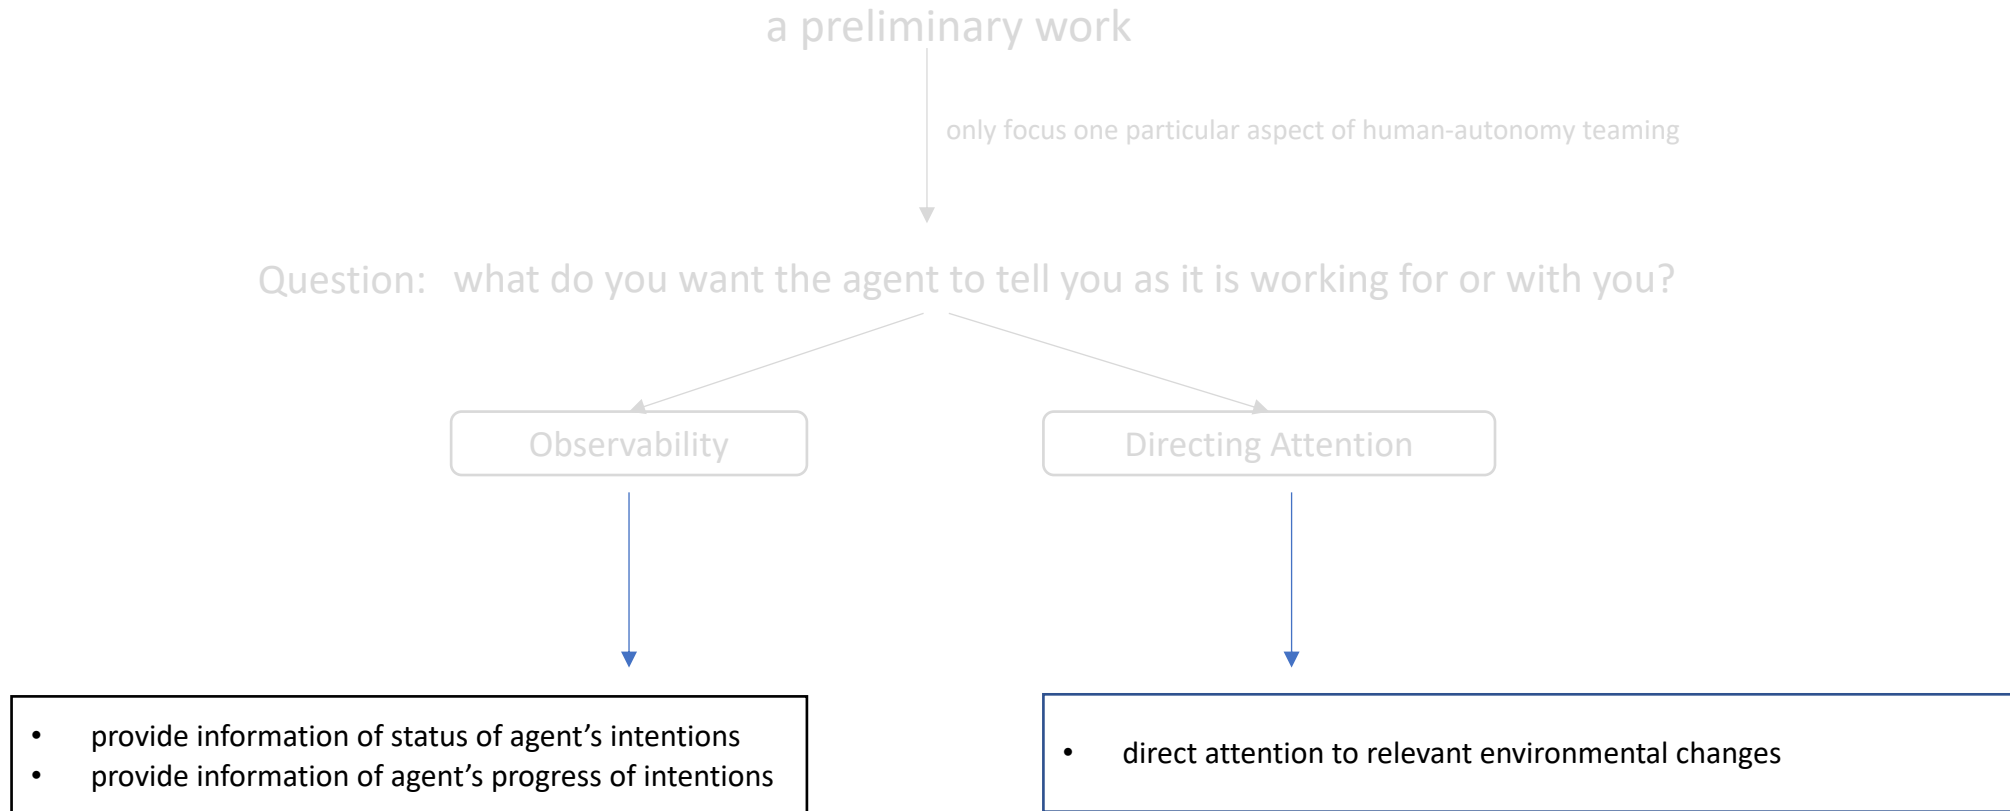 a preliminary work
only focus one particular aspect of human-autonomy teaming
Question: what do you want the agent to tell you as it is working for or with you?
Observability
Directing Attention
• provide information of status of agent’s intentions
• provide information of agent’s progress of intentions
• direct attention to relevant environmental changes